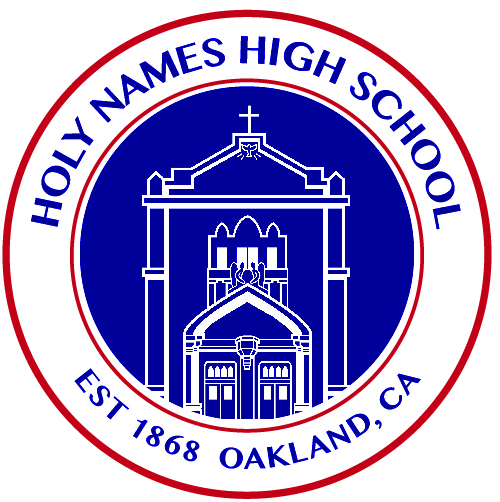 HOLY NAMES HIGH SCHOOL
EST 1868 OAKLAND, CA